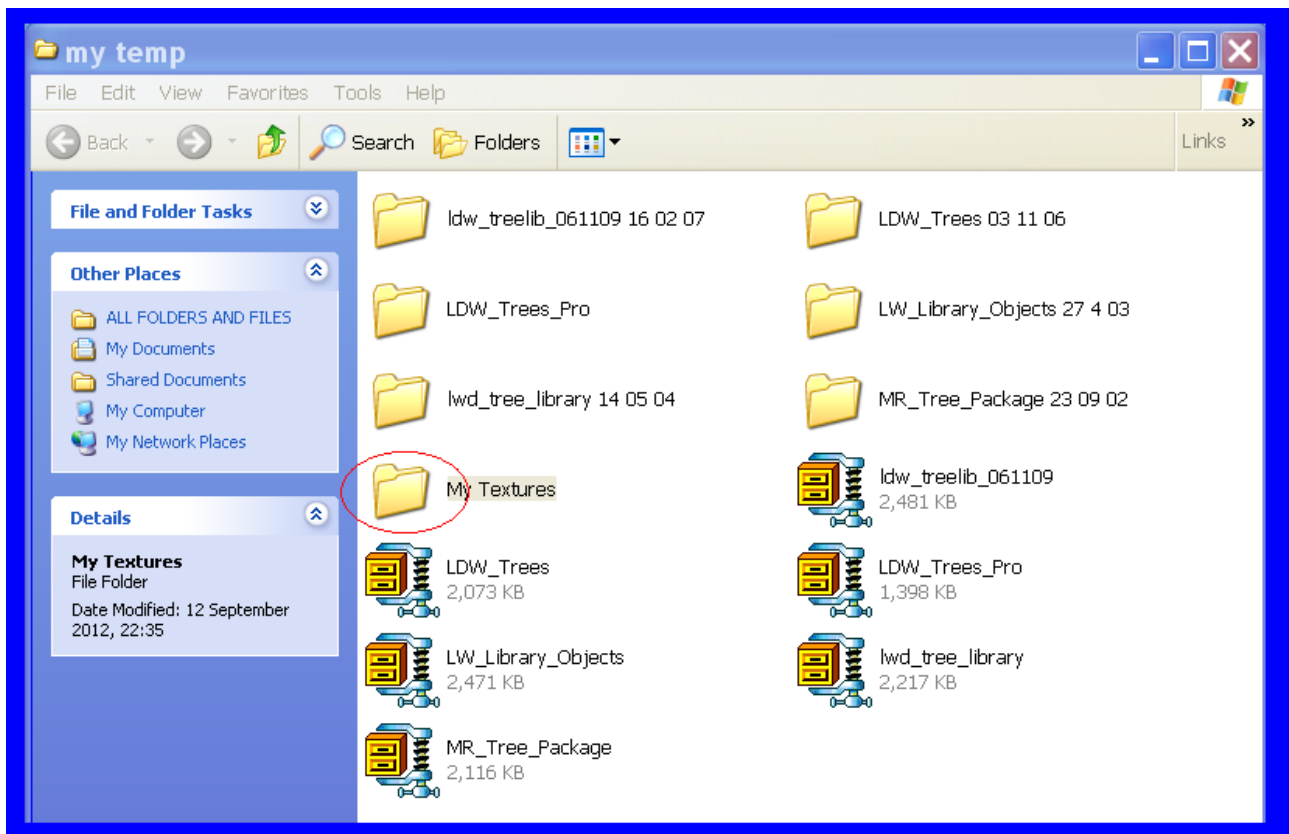 my temp
File Edit View Favorites Tools Help
Back Search Folders Links »
File and Folder Tasks
Other Places
ALL FOLDERS AND FILES
My Documents
Shared Documents
My Computer
My Network Places
Details
My Textures
File Folder
Date Modified: 12 September
2012, 22:35
ldw_treelib_061109 16 02 07
LDW_Trees 03 11 06
LDW_Trees_Pro
LW_Library_Objects 27 4 03
lwd_tree_library 14 05 04
MR_Tree_Package 23 09 02
My Textures
ldw_treelib_061109
2,481 KB
LDW_Trees
2,073 KB
LDW_Trees_Pro
1,398 KB
LW_Library_Objects
2,471 KB
lwd_tree_library
2,217 KB
MR_Tree_Package
2,116 KB